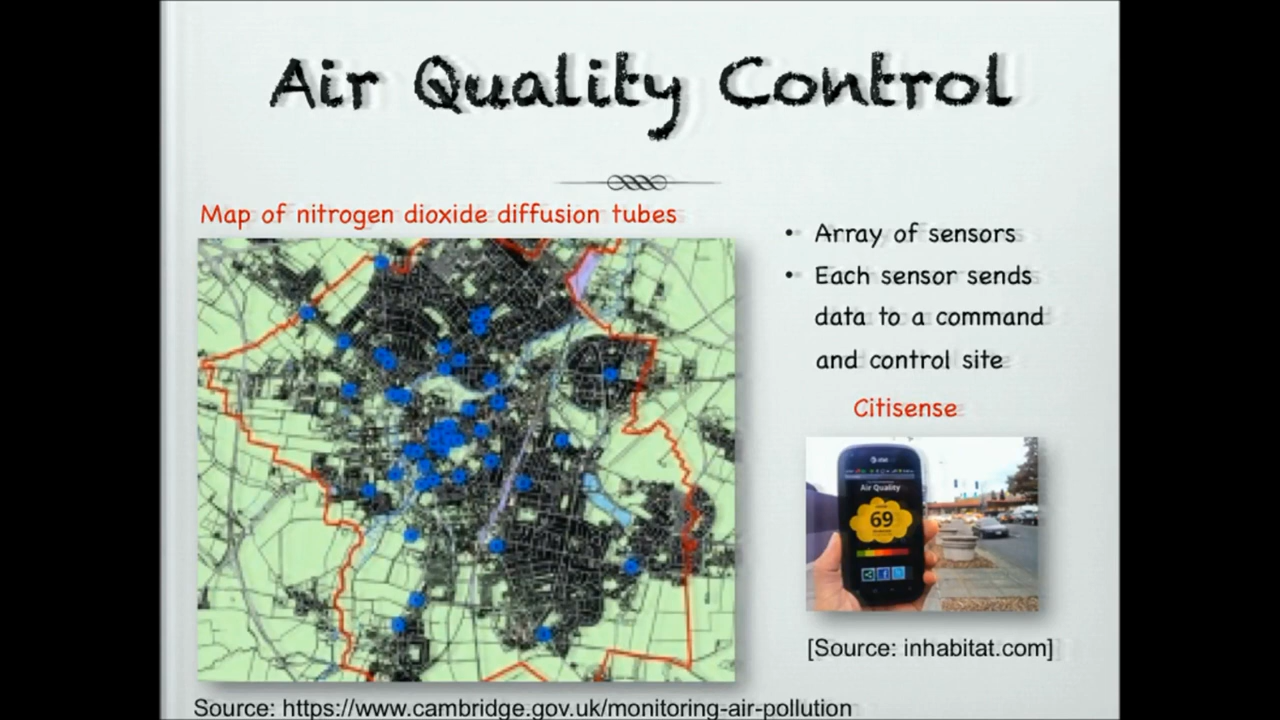 Air Quality Control
Map of nitrogen dioxide diffusion tubes
• Array of sensors
• Each sensor sends
data to a command
and control site
Citisense
at&t
Air Quality
69
[Source: inhabitat.com]
Source: https://www.cambridge.gov.uk/monitoring-air-pollution